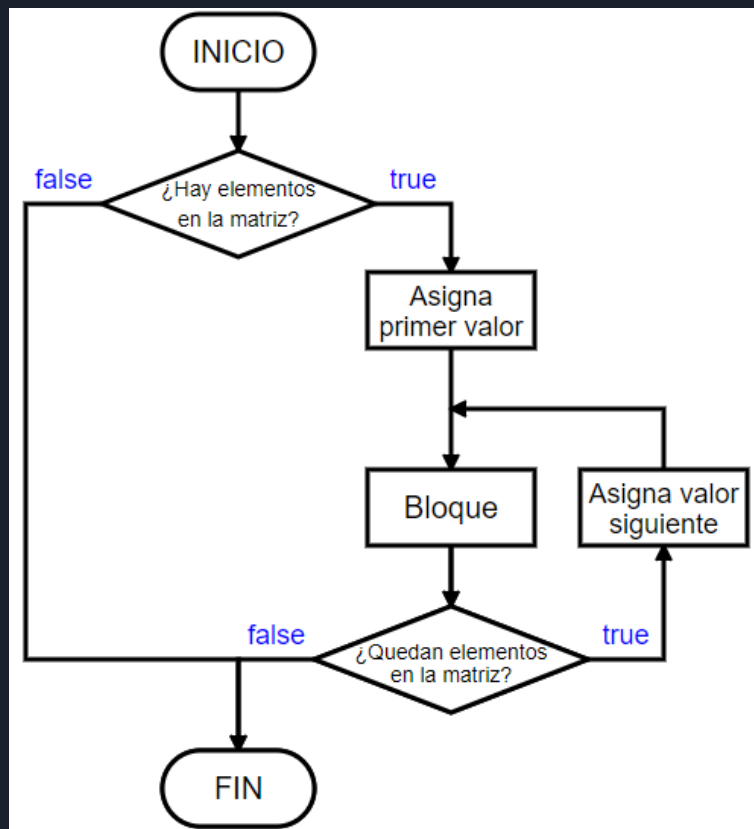 INICIO
false
¿Hay elementos
en la matriz?
true
Asigna
primer valor
Bloque
Asigna valor
siguiente
false
¿Quedan elementos
en la matriz?
true
FIN